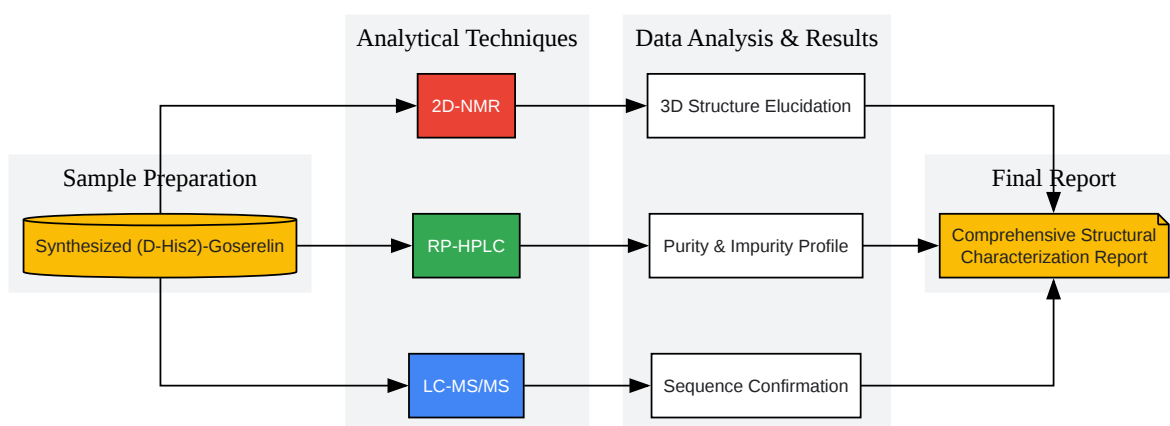 Analytical Techniques
Data Analysis & Results
2D-NMR
3D Structure Elucidation
Sample Preparation
Final Report
Synthesized (D-His2)-Goserelin
RP-HPLC
Purity & Impurity Profile
Comprehensive Structural
Characterization Report
LC-MS/MS
Sequence Confirmation